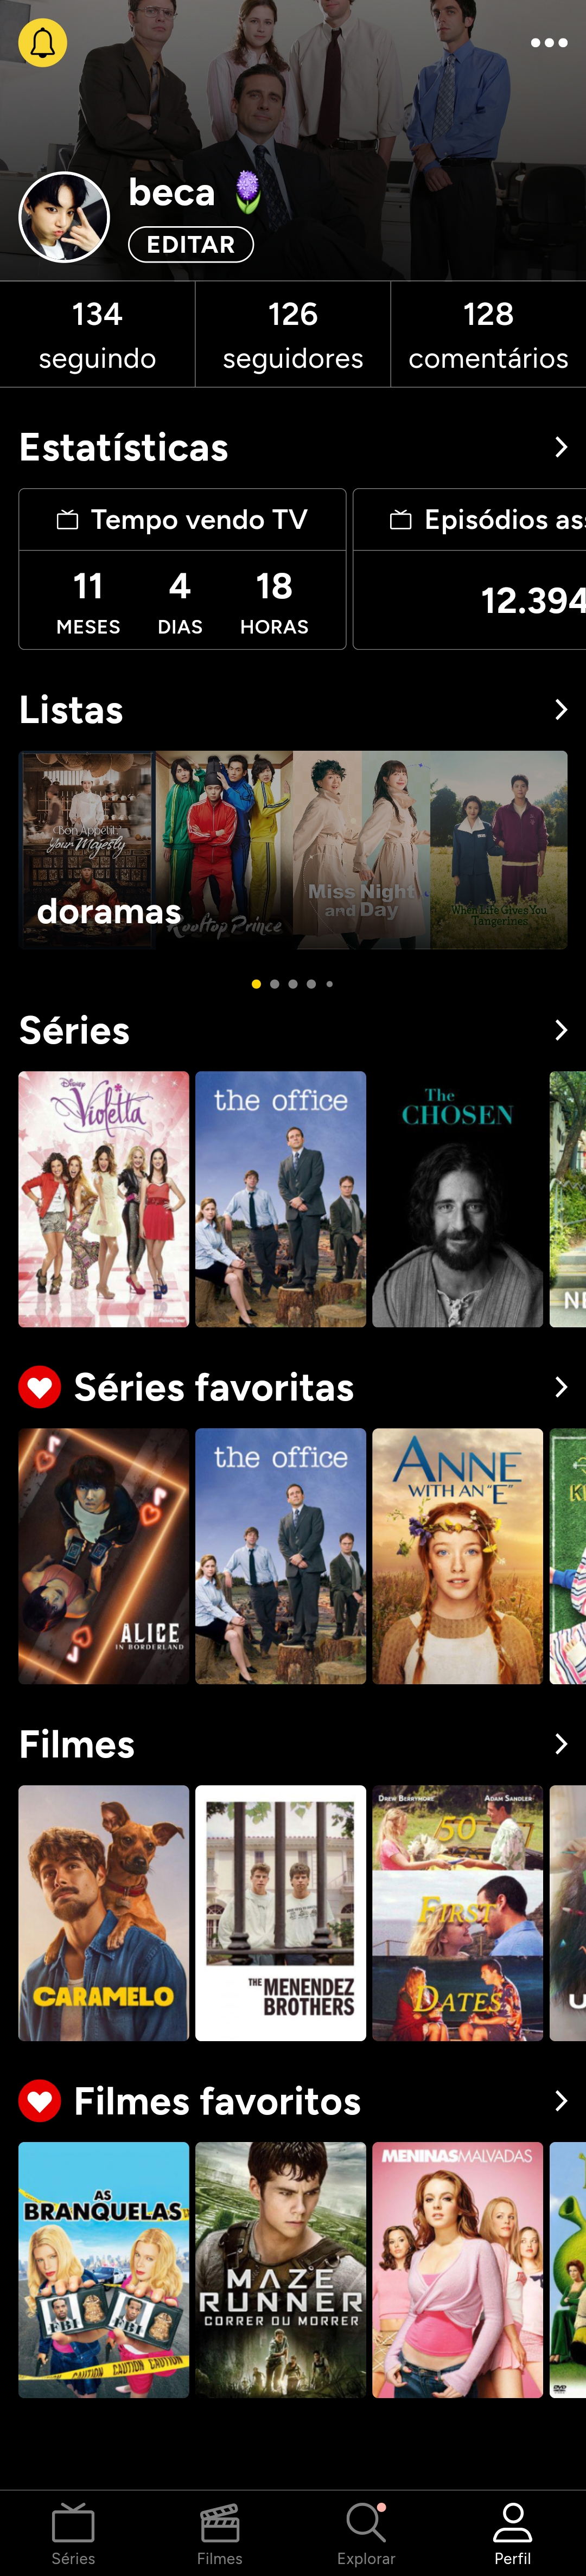 beca
EDITAR
134
seguindo
126
seguidores
128
comentários
Estatísticas
Tempo vendo TV
11
MESES
4
DIAS
18
HORAS
Episódios as
12.394
Listas
Bon Appétit,
Your Majesty
Rooftop Prince
Miss Night
and Day
When Life Gives You
Tangerines
doramas
Séries
Disney
Violetta
the office
The
CHOSEN
Séries favoritas
ALICE
IN BORDERLAND
the office
ANNE
WITH AN "E"
Filmes
CARAMELO
THE MENENDEZ
BROTHERS
DREW BARRYMORE
ADAM SANDLER
50
FIRST
DATES
Filmes favoritos
AS
BRANQUELAS
FBI
FBI
CAUTION CAUTION CAUTION
MAZE
RUNNER
CORRER OU MORRER
MENINAS MALVADAS
DVD
Séries
Filmes
Explorar
Perfil